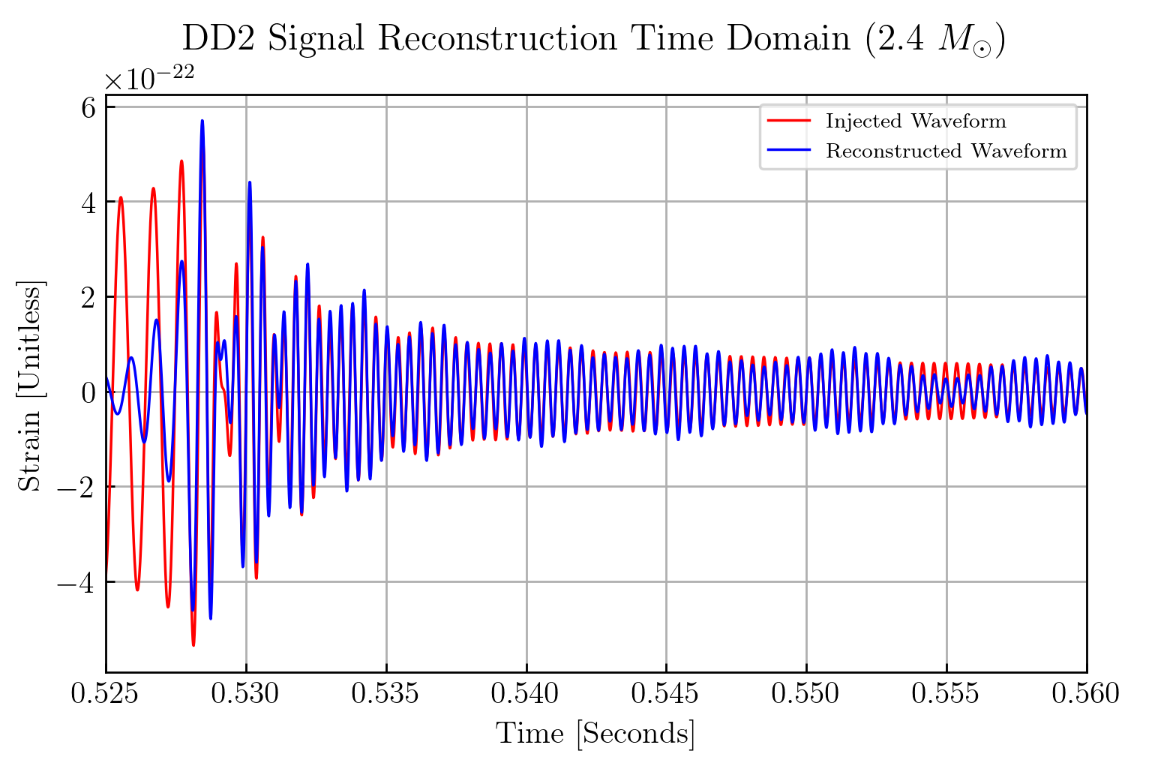 DD2 Signal Reconstruction Time Domain (2.4 M⊙)
×10⁻²²
6
4
2
0
−2
−4
Strain [Unitless]
Injected Waveform
Reconstructed Waveform
0.525 0.530 0.535 0.540 0.545 0.550 0.555 0.560
Time [Seconds]